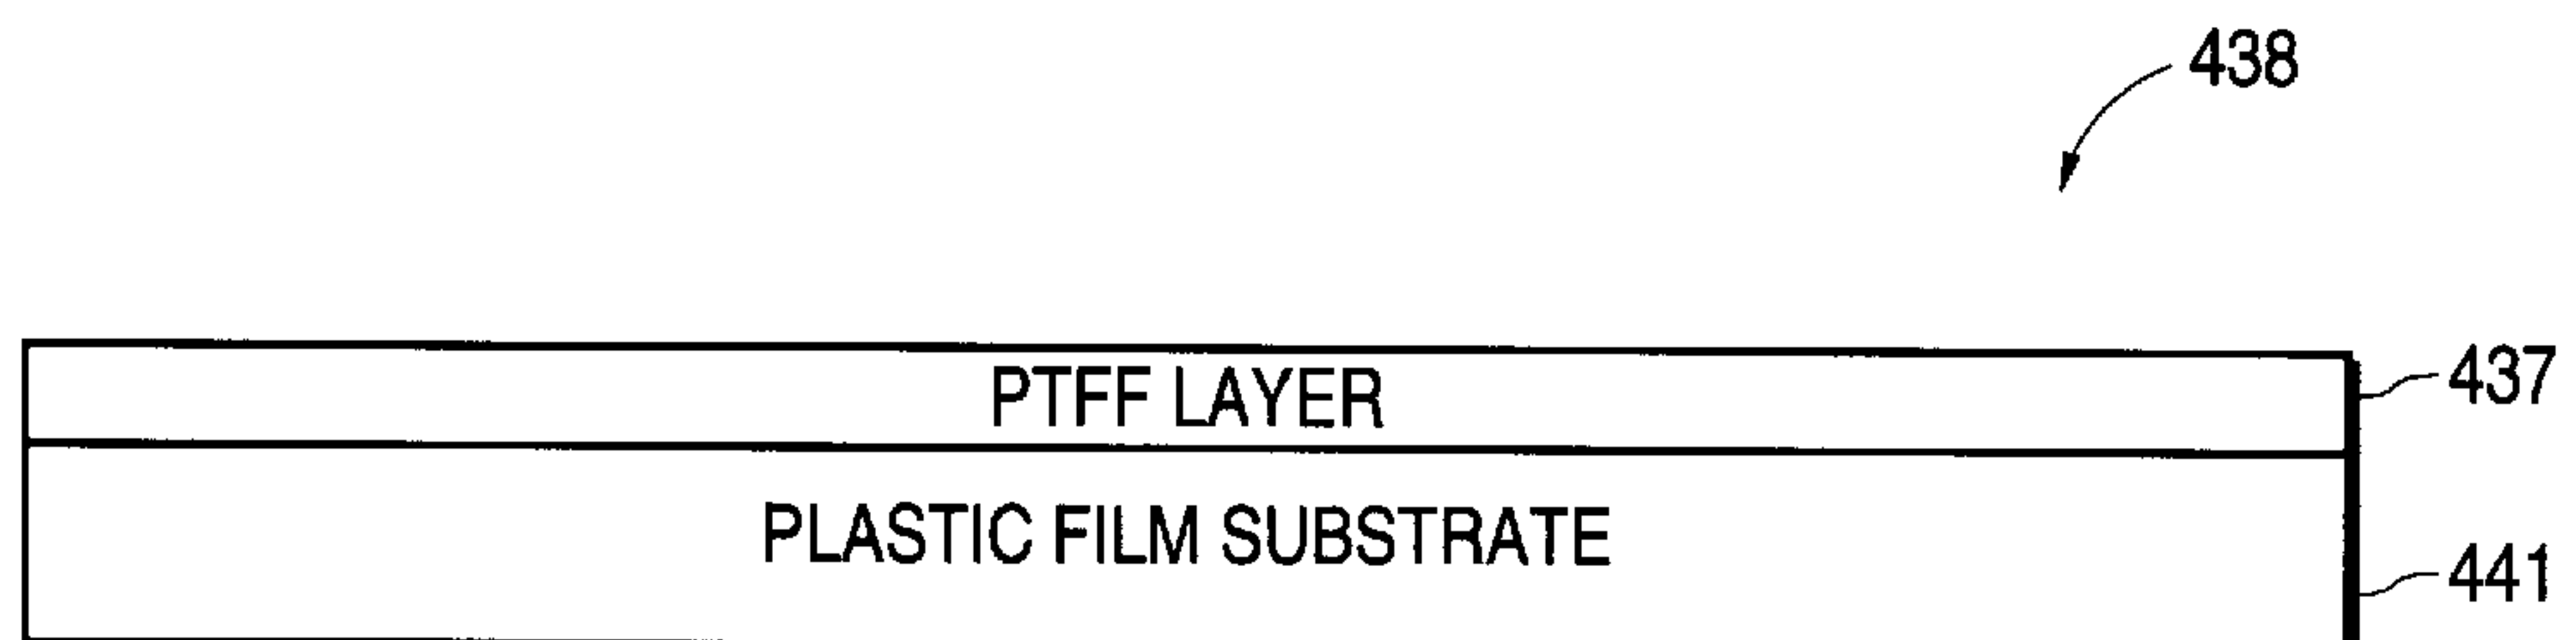 438
PTFF LAYER
437
PLASTIC FILM SUBSTRATE
441